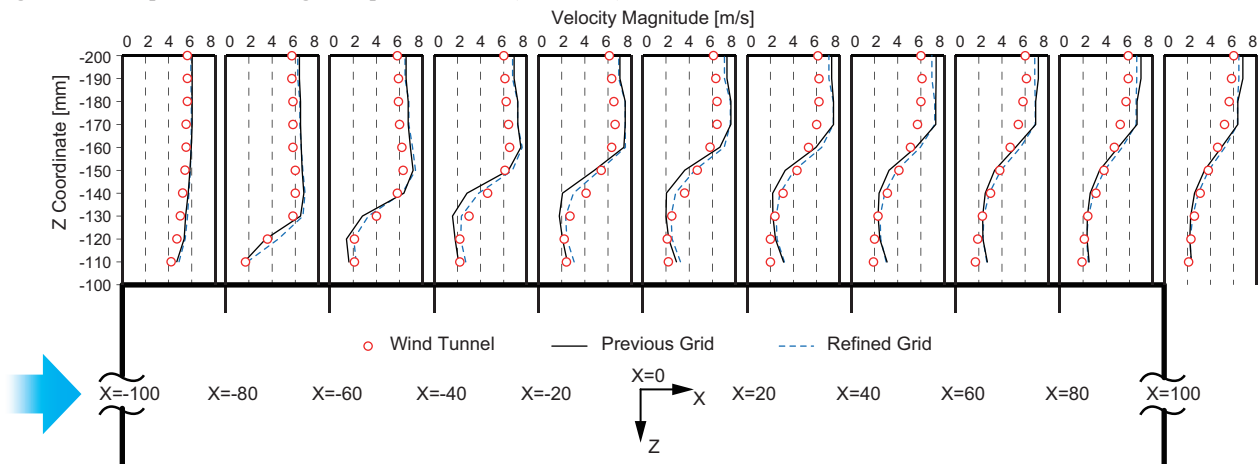 Velocity Magnitude [m/s]
0 2 4 6 8 0 2 4 6 8 0 2 4 6 8 0 2 4 6 8 0 2 4 6 8 0 2 4 6 8 0 2 4 6 8 0 2 4 6 8 0 2 4 6 8 0 2 4 6 8 0 2 4 6 8
Z Coordinate [mm]
-200
-190
-180
-170
-160
-150
-140
-130
-120
-110
-100
Wind Tunnel Previous Grid Refined Grid
X=0
X=-100 X=-80 X=-60 X=-40 X=-20 X X=20 X=40 X=60 X=80 X=100
Z